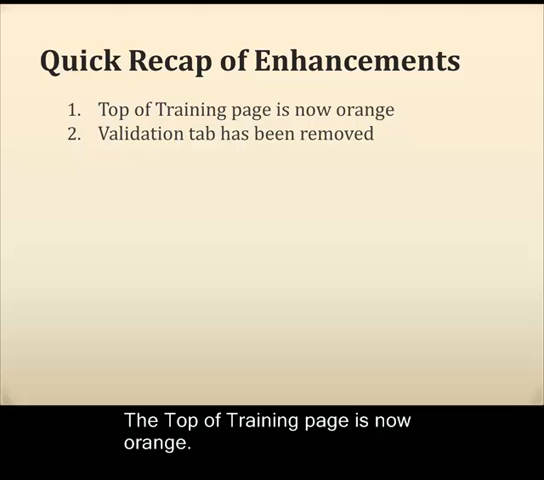 Quick Recap of Enhancements
1. Top of Training page is now orange
2. Validation tab has been removed
The Top of Training page is now
orange.